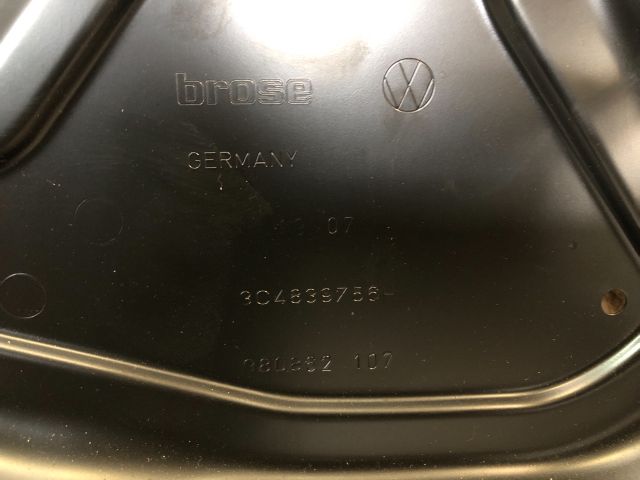 brose
GERMANY
07
3C4839756-
107